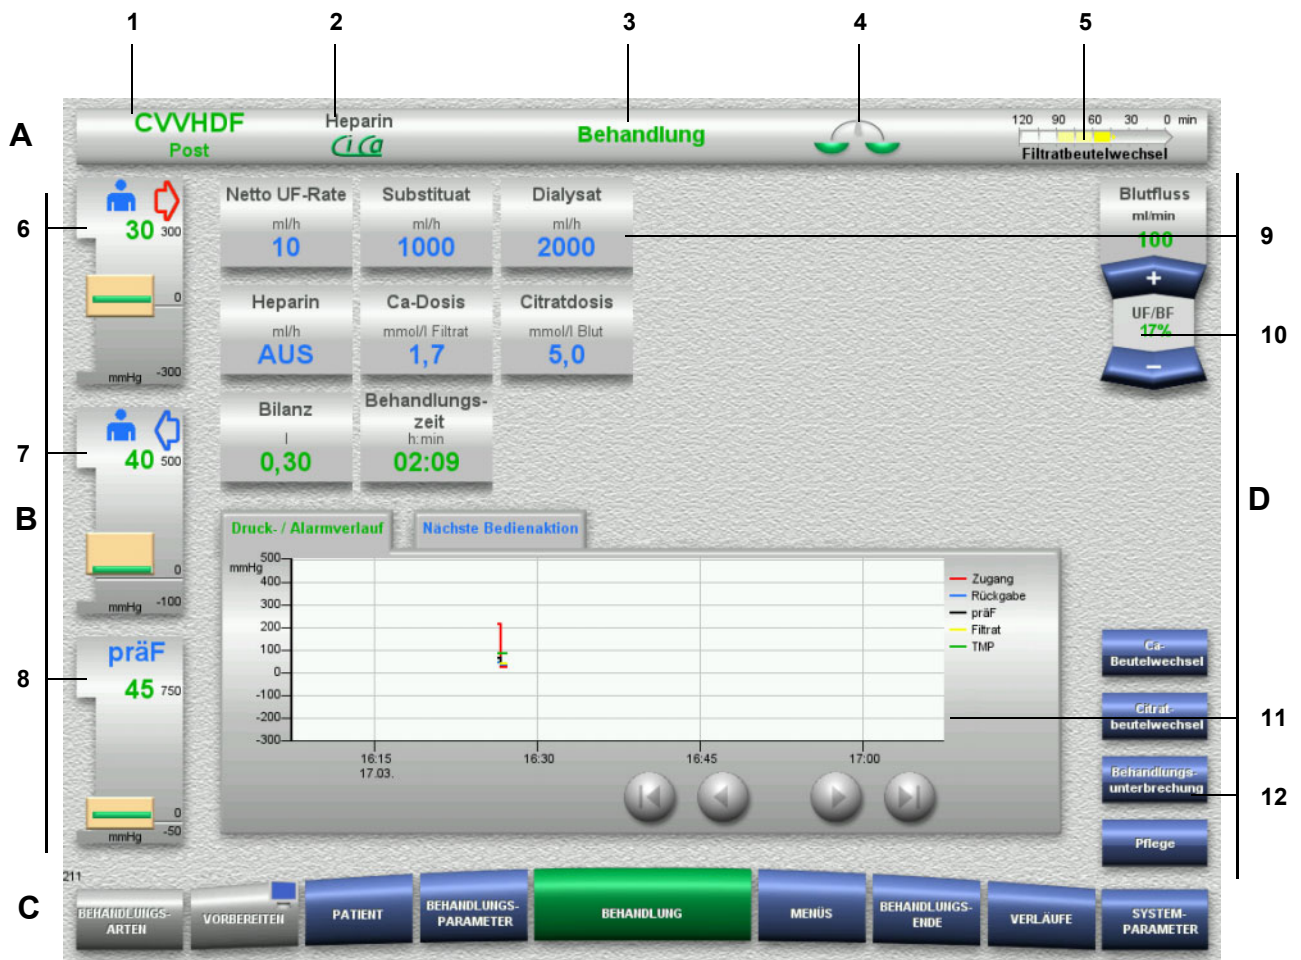 1 2 3 4 5
A
CVVHDF
Post
Heparin
CiCa
Behandlung
120 90 60 30 0 min
Filtratbeutelwechsel
6
30 300
0
mmHg -300
7
40 500
0
mmHg -100
B
präF
8
45 750
0
mmHg -50
Netto UF-Rate
ml/h
10
Substituat
ml/h
1000
Dialysat
ml/h
2000
Heparin
ml/h
AUS
Ca-Dosis
mmol/l Filtrat
1,7
Citratdosis
mmol/l Blut
5,0
Bilanz
l
0,30
Behandlungs-
zeit
h:min
02:09
Druck- / Alarmverlauf
Nächste Bedienaktion
mmHg
500
400
300
200
100
0
-100
-200
-300
16:15 16:30 16:45 17:00
17.03.
Zugang
Rückgabe
präF
Filtrat
TMP
Blutfluss
ml/min
100
+
UF/BF
17%
–
9
10
D
11
12
Ca-
Beutelwechsel
Citrat-
beutelwechsel
Behandlungs-
unterbrechung
Pflege
211
C
BEHANDLUNGS-
ARTEN
VORBEREITEN
PATIENT
BEHANDLUNGS-
PARAMETER
BEHANDLUNG
MENÜS
BEHANDLUNGS-
ENDE
VERLÄUFE
SYSTEM-
PARAMETER